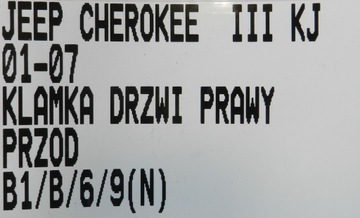 JEEP CHEROKEE III KJ
01-07
KLAMKA DRZWI PRAWY
PRZOD
B1/B/6/9(N)